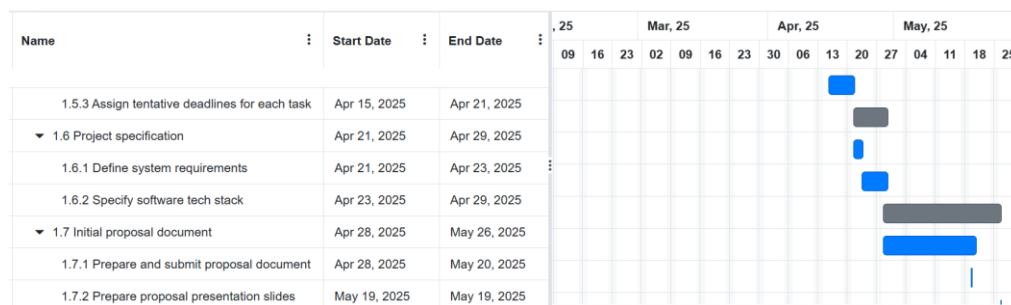 , 25 Mar, 25 Apr, 25 May, 25
Name Start Date End Date
09 16 23 02 09 16 23 30 06 13 20 27 04 11 18 25
1.5.3 Assign tentative deadlines for each task Apr 15, 2025 Apr 21, 2025
1.6 Project specification Apr 21, 2025 Apr 29, 2025
1.6.1 Define system requirements Apr 21, 2025 Apr 23, 2025
1.6.2 Specify software tech stack Apr 23, 2025 Apr 29, 2025
1.7 Initial proposal document Apr 28, 2025 May 26, 2025
1.7.1 Prepare and submit proposal document Apr 28, 2025 May 20, 2025
1.7.2 Prepare proposal presentation slides May 19, 2025 May 19, 2025